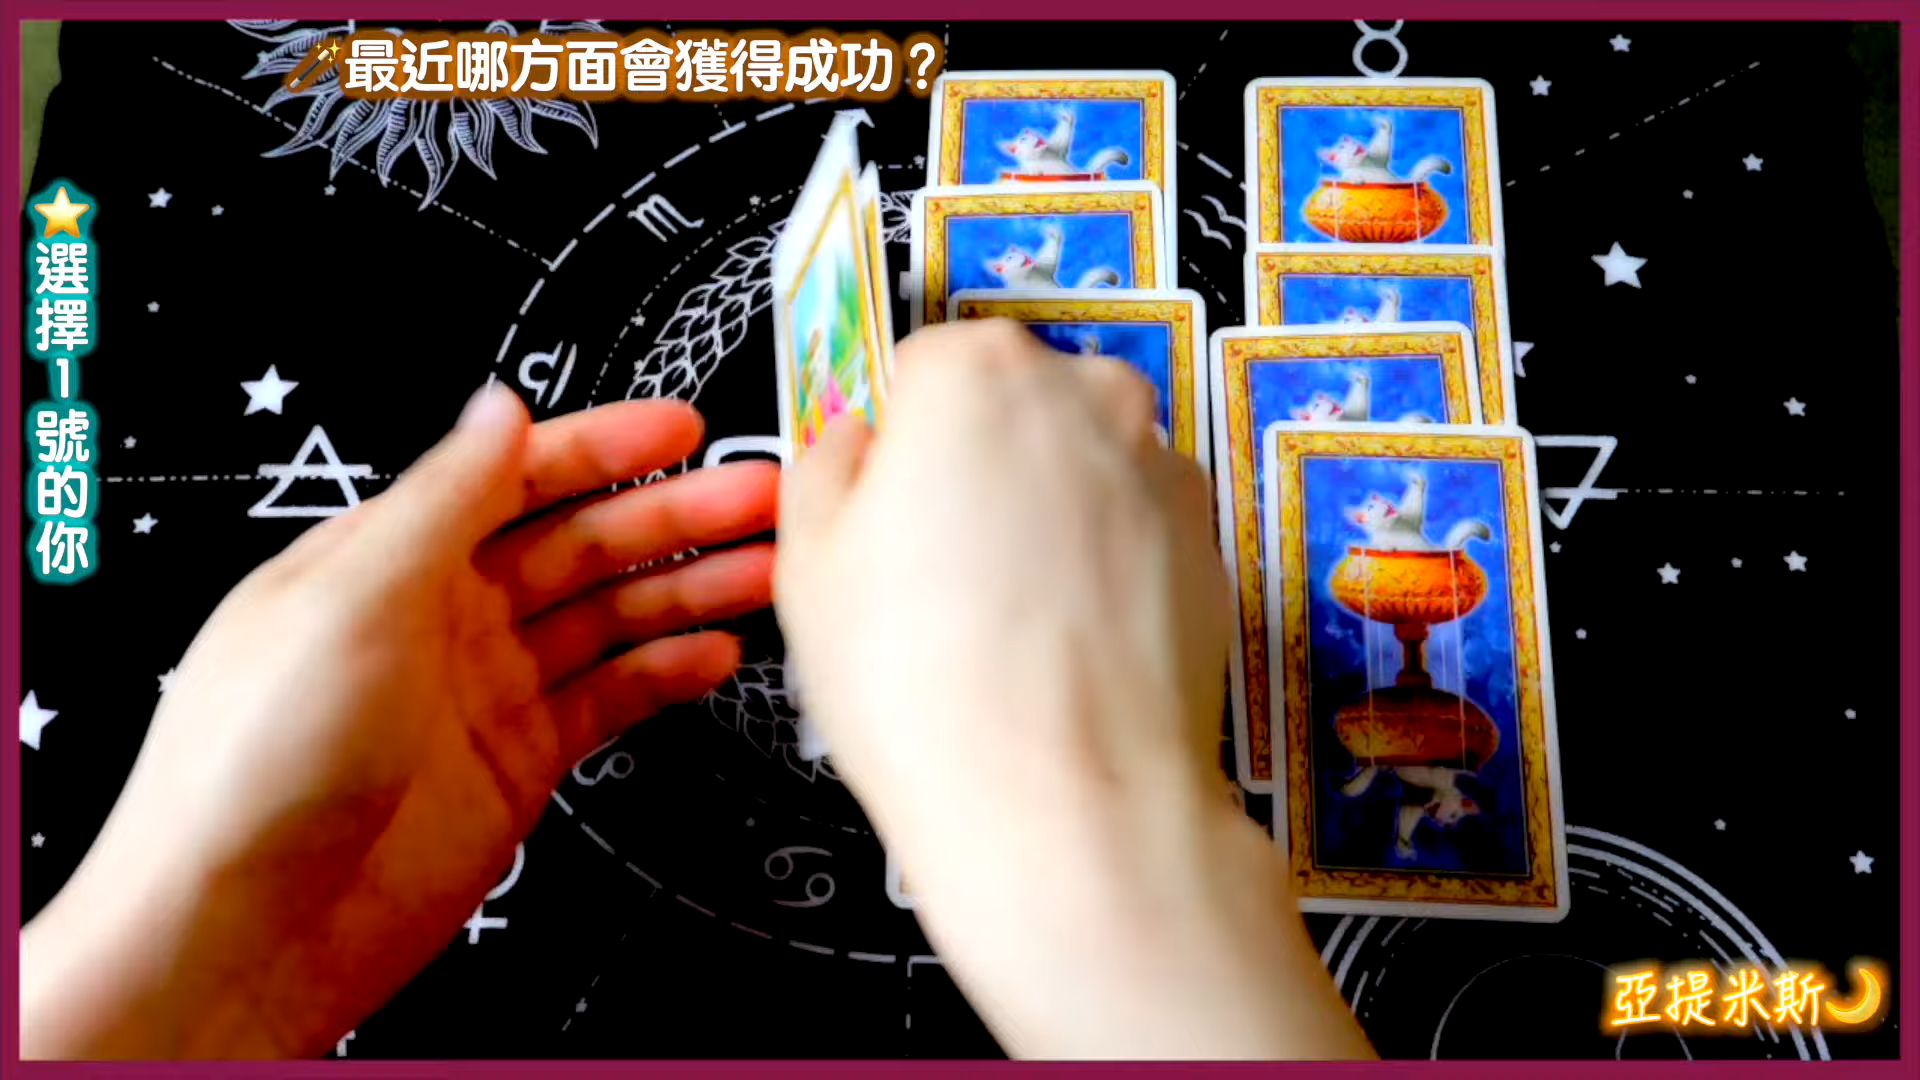 🪄最近哪方面會獲得成功？
⭐選擇1號的你
亞提米斯🌙